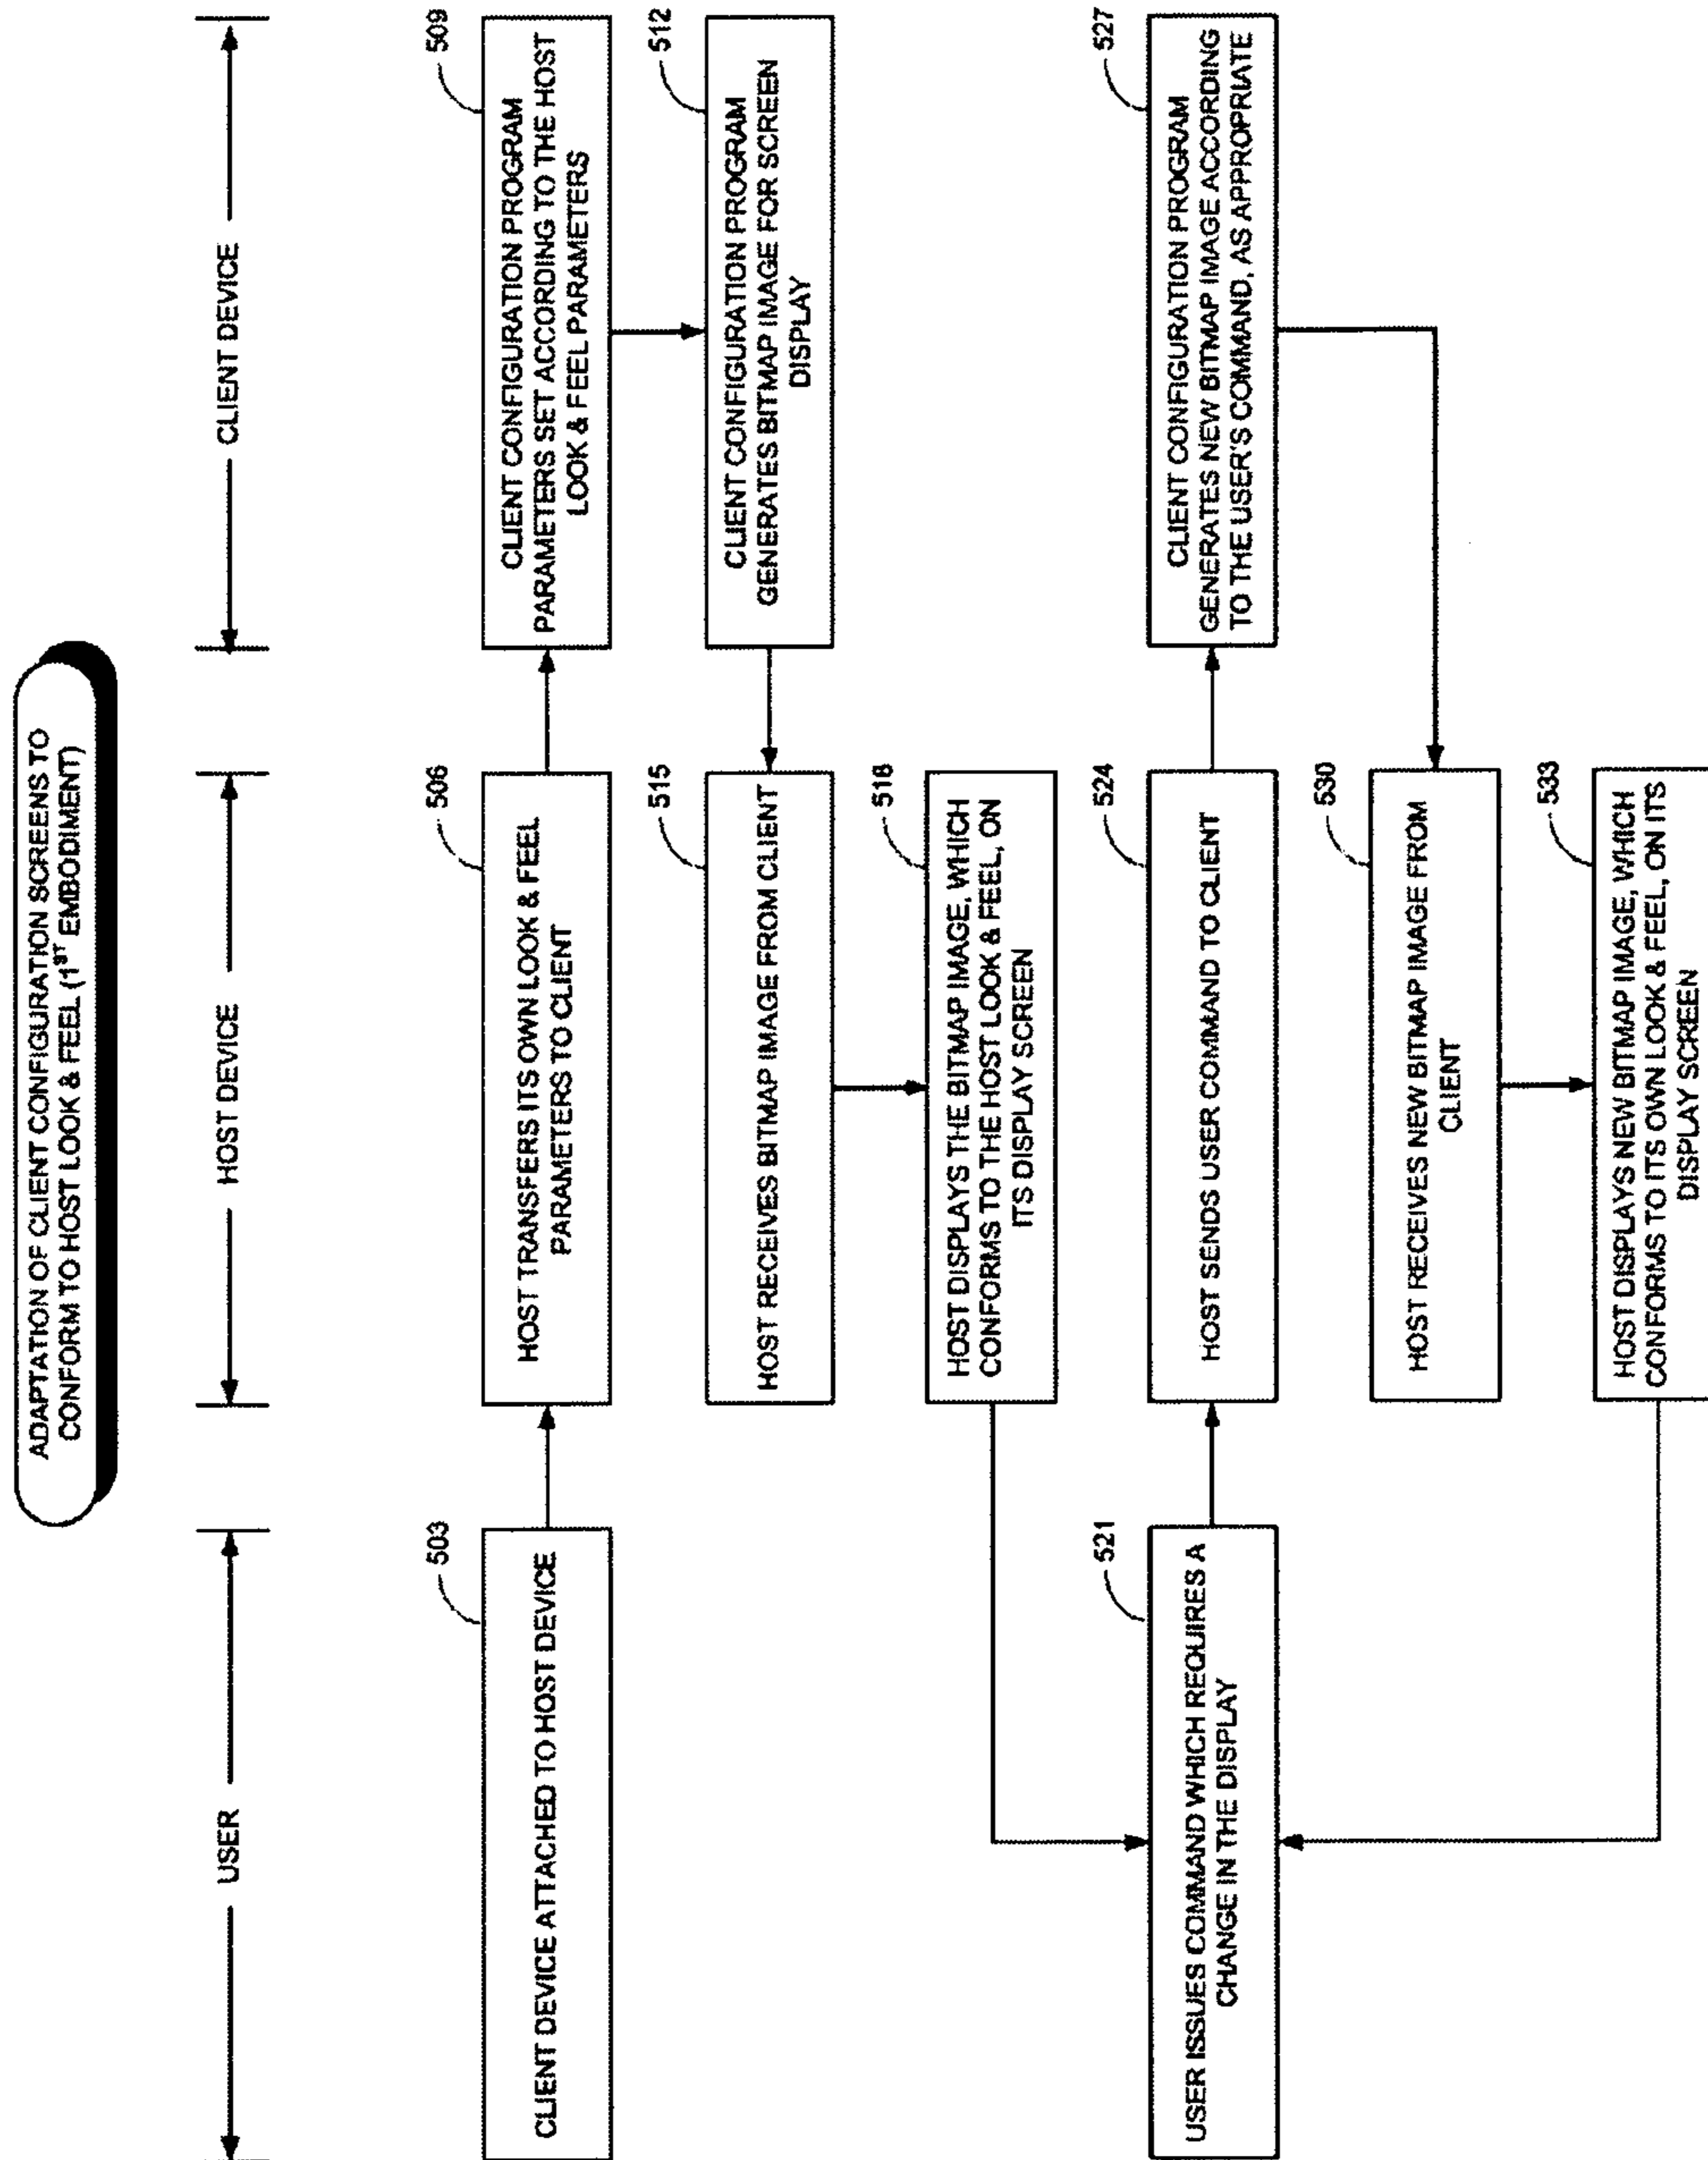 ADAPTATION OF CLIENT CONFIGURATION SCREENS TO
CONFORM TO HOST LOOK & FEEL (1ST EMBODIMENT)
USER
HOST DEVICE
CLIENT DEVICE
503
CLIENT DEVICE ATTACHED TO HOST DEVICE
506
HOST TRANSFERS ITS OWN LOOK & FEEL
PARAMETERS TO CLIENT
509
CLIENT CONFIGURATION PROGRAM
PARAMETERS SET ACCORDING TO THE HOST
LOOK & FEEL PARAMETERS
512
CLIENT CONFIGURATION PROGRAM
GENERATES BITMAP IMAGE FOR SCREEN
DISPLAY
515
HOST RECEIVES BITMAP IMAGE FROM CLIENT
518
HOST DISPLAYS THE BITMAP IMAGE, WHICH
CONFORMS TO THE HOST LOOK & FEEL, ON
ITS DISPLAY SCREEN
521
USER ISSUES COMMAND WHICH REQUIRES A
CHANGE IN THE DISPLAY
524
HOST SENDS USER COMMAND TO CLIENT
527
CLIENT CONFIGURATION PROGRAM
GENERATES NEW BITMAP IMAGE ACCORDING
TO THE USER'S COMMAND, AS APPROPRIATE
530
HOST RECEIVES NEW BITMAP IMAGE FROM
CLIENT
533
HOST DISPLAYS NEW BITMAP IMAGE, WHICH
CONFORMS TO ITS OWN LOOK & FEEL, ON ITS
DISPLAY SCREEN